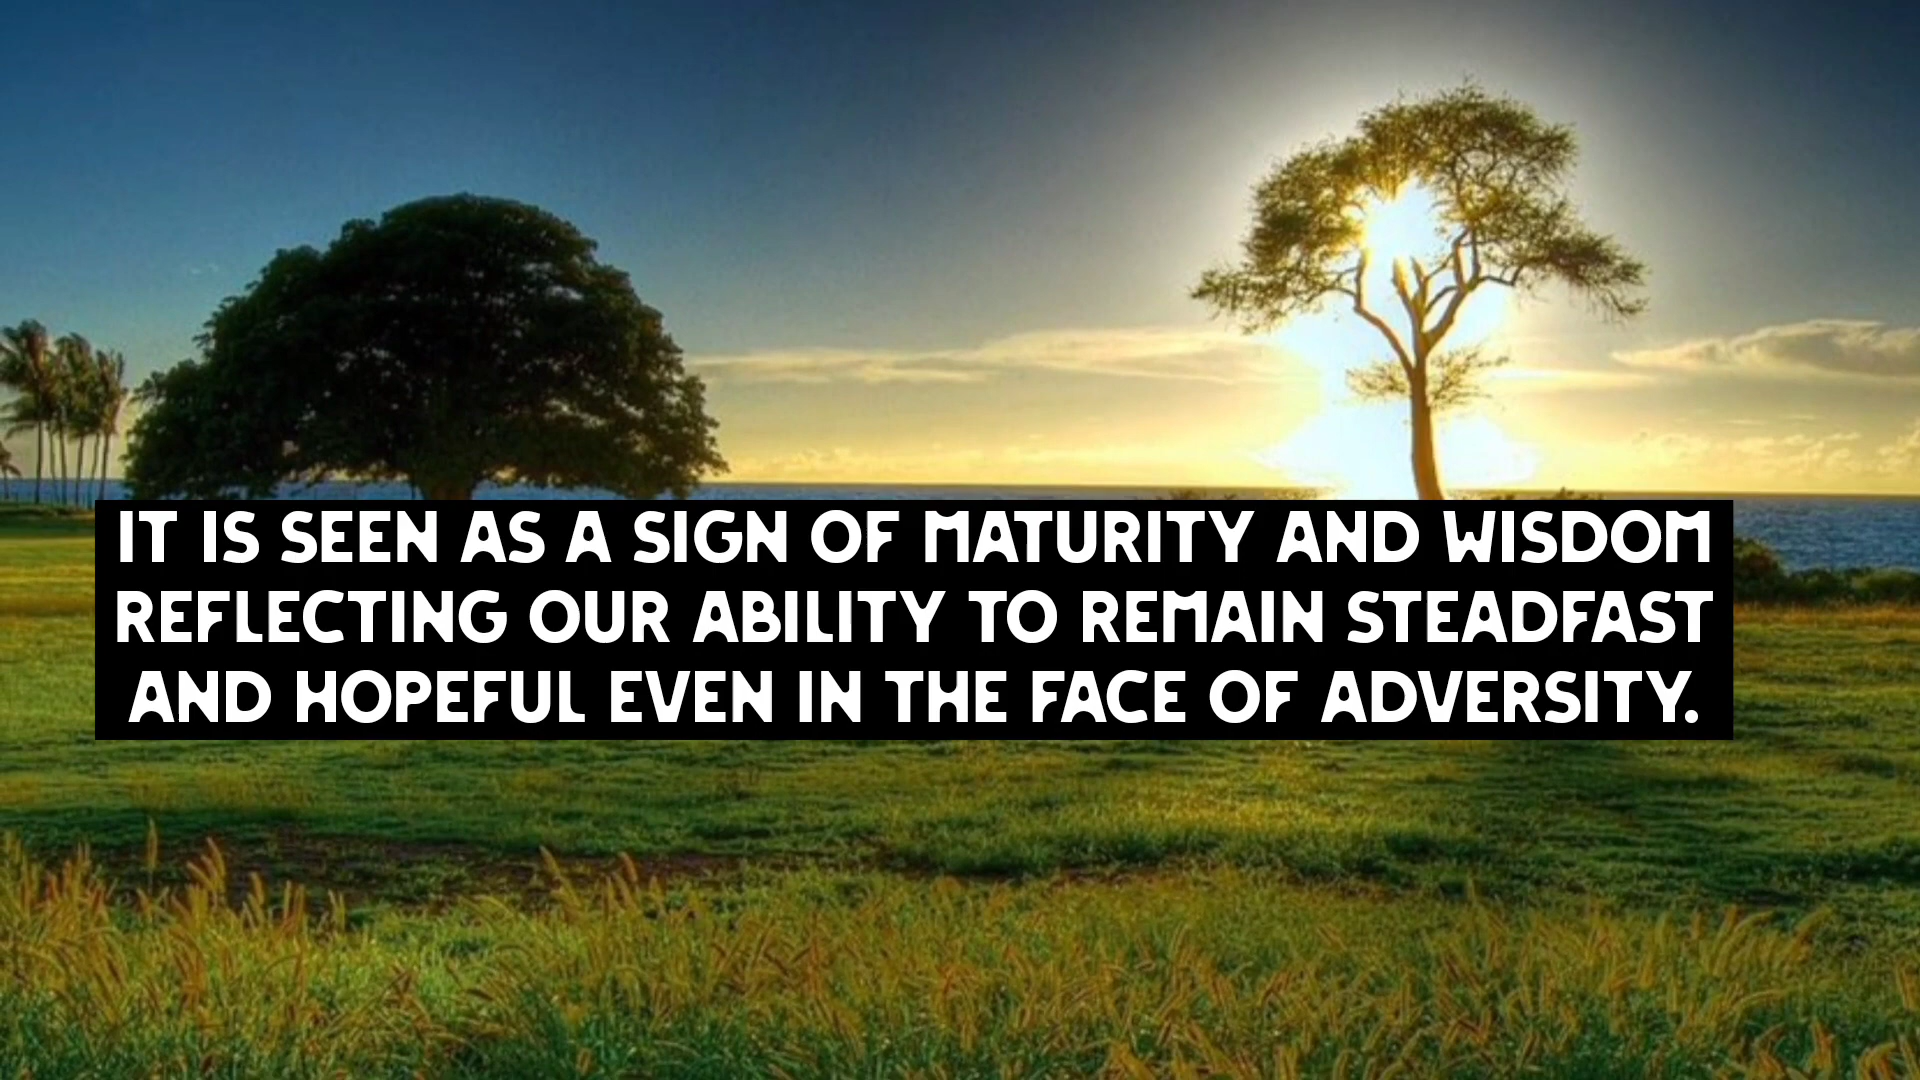 IT IS SEEN AS A SIGN OF MATURITY AND WISDOM
REFLECTING OUR ABILITY TO REMAIN STEADFAST
AND HOPEFUL EVEN IN THE FACE OF ADVERSITY.